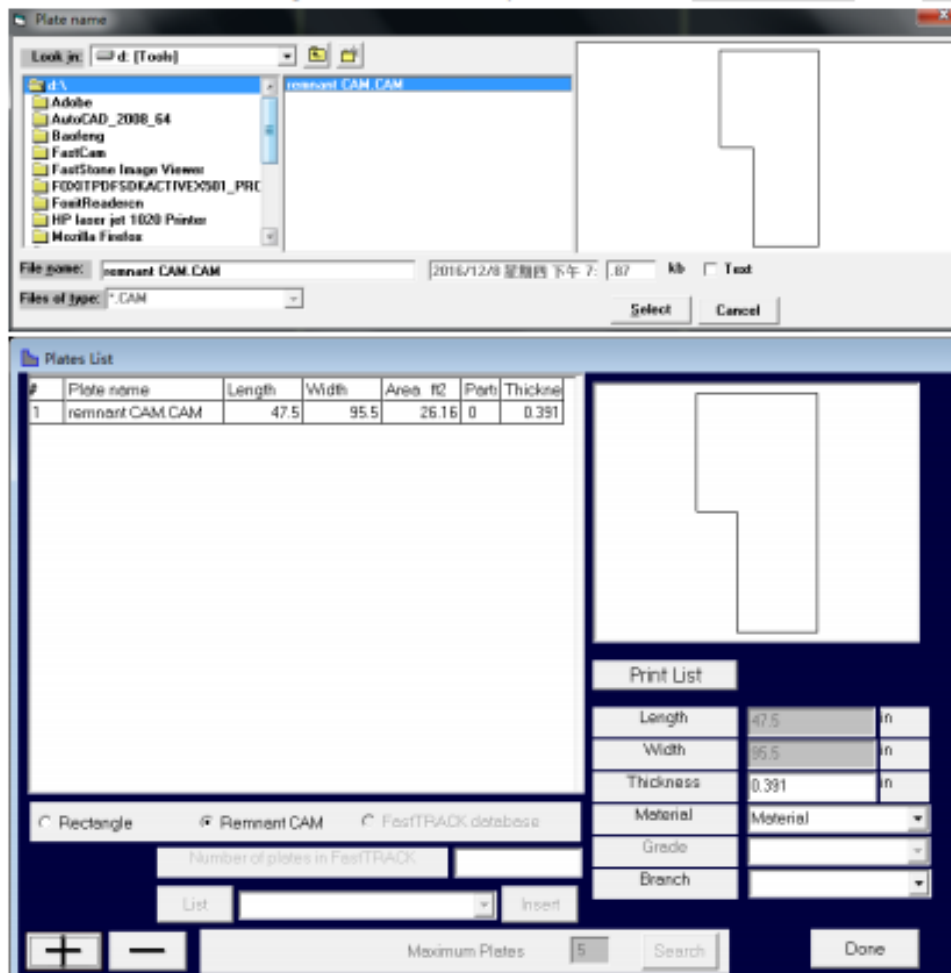 Plate name
Look in: d: [Tools]
d:\
Adobe
AutoCAD_2008_64
Baofeng
FastCam
FastStone Image Viewer
FOXITPDFSDKACTIVEX501_PRO
FoxitReadercn
HP laser jet 1020 Printer
Mozilla Firefox
remnant CAM.CAM
File name: remnant CAM.CAM 2016/12/8 星期四 下午 7: .87 kb Text
Files of type: *.CAM
Select Cancel
Plates List
# Plate name Length Width Area ft2 Parts Thickne
1 remnant CAM.CAM 47.5 95.5 26.16 0 0.391
Print List
Length 47.5 in
Width 95.5 in
Thickness 0.391 in
Material Material
Grade
Branch
Rectangle Remnant CAM FastTRACK database
Number of plates in FastTRACK
List Insert
+ − Maximum Plates 5 Search Done